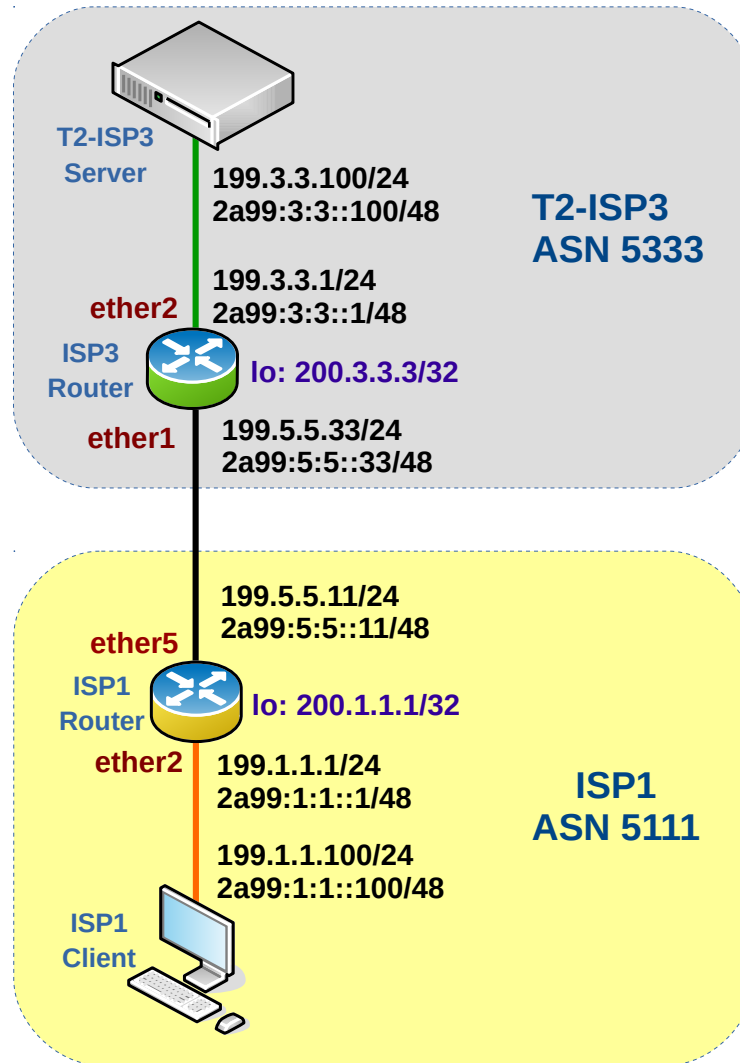 T2-ISP3
Server
199.3.3.100/24
2a99:3:3::100/48
T2-ISP3
ASN 5333
199.3.3.1/24
ether2
2a99:3:3::1/48
ISP3
Router
lo: 200.3.3.3/32
ether1
199.5.5.33/24
2a99:5:5::33/48
199.5.5.11/24
2a99:5:5::11/48
ether5
ISP1
Router
lo: 200.1.1.1/32
ether2
199.1.1.1/24
2a99:1:1::1/48
ISP1
ASN 5111
199.1.1.100/24
2a99:1:1::100/48
ISP1
Client